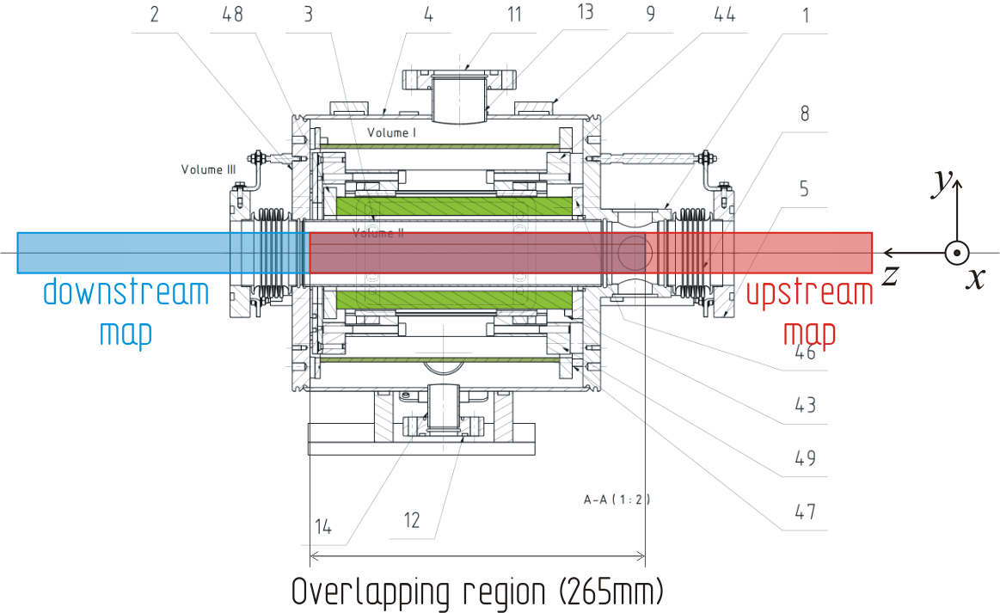 2 48 3 4 11 13 9 44 1
8
Volume I
Volume III
5
y
Volume II
z
x
downstream
map
upstream
map
46
43
49
A-A (1:2)
47
14
12
Overlapping region (265mm)